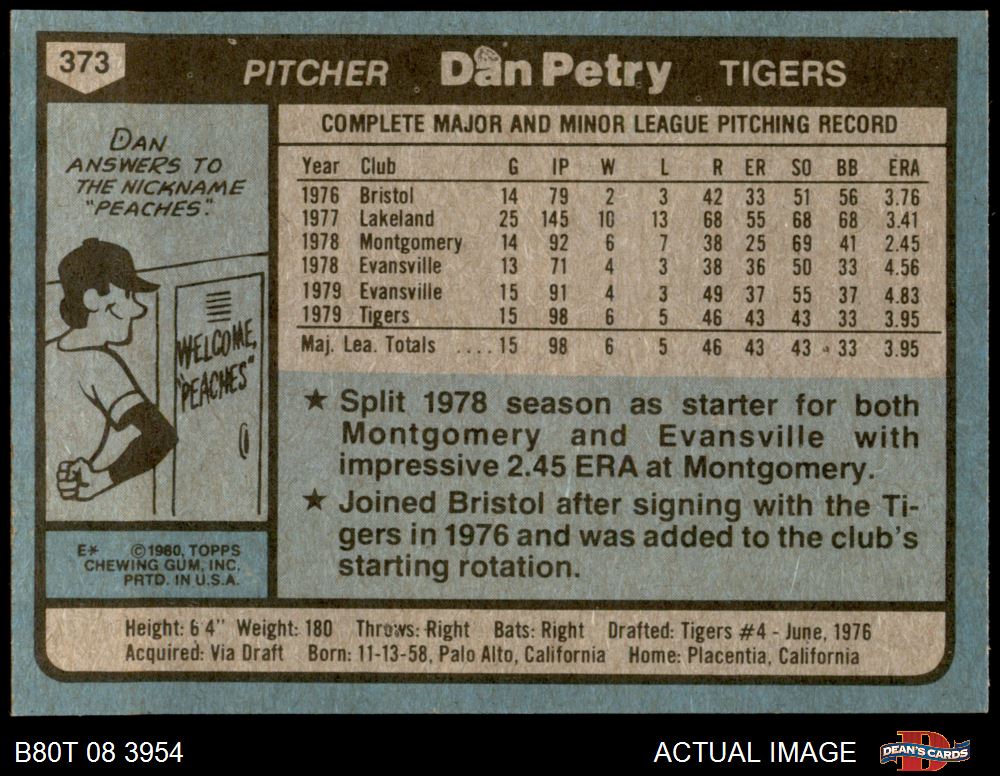 373
PITCHER Dan Petry TIGERS
DAN
ANSWERS TO
THE NICKNAME
"PEACHES."
WELCOME,
"PEACHES"
E* ©1980, TOPPS
CHEWING GUM, INC.
PRTD. IN U.S.A.
COMPLETE MAJOR AND MINOR LEAGUE PITCHING RECORD
Year Club G IP W L R ER SO BB ERA
1976 Bristol 14 79 2 3 42 33 51 56 3.76
1977 Lakeland 25 145 10 13 68 55 68 68 3.41
1978 Montgomery 14 92 6 7 38 25 69 41 2.45
1978 Evansville 13 71 4 3 38 36 50 33 4.56
1979 Evansville 15 91 4 3 49 37 55 37 4.83
1979 Tigers 15 98 6 5 46 43 43 33 3.95
Maj. Lea. Totals ....15 98 6 5 46 43 43 33 3.95
★ Split 1978 season as starter for both
Montgomery and Evansville with
impressive 2.45 ERA at Montgomery.
★ Joined Bristol after signing with the Ti-
gers in 1976 and was added to the club's
starting rotation.
Height: 6 4" Weight: 180 Throws: Right Bats: Right Drafted: Tigers #4 - June, 1976
Acquired: Via Draft Born: 11-13-58, Palo Alto, California Home: Placentia, California
B80T 08 3954 ACTUAL IMAGE DEAN'S CARDS